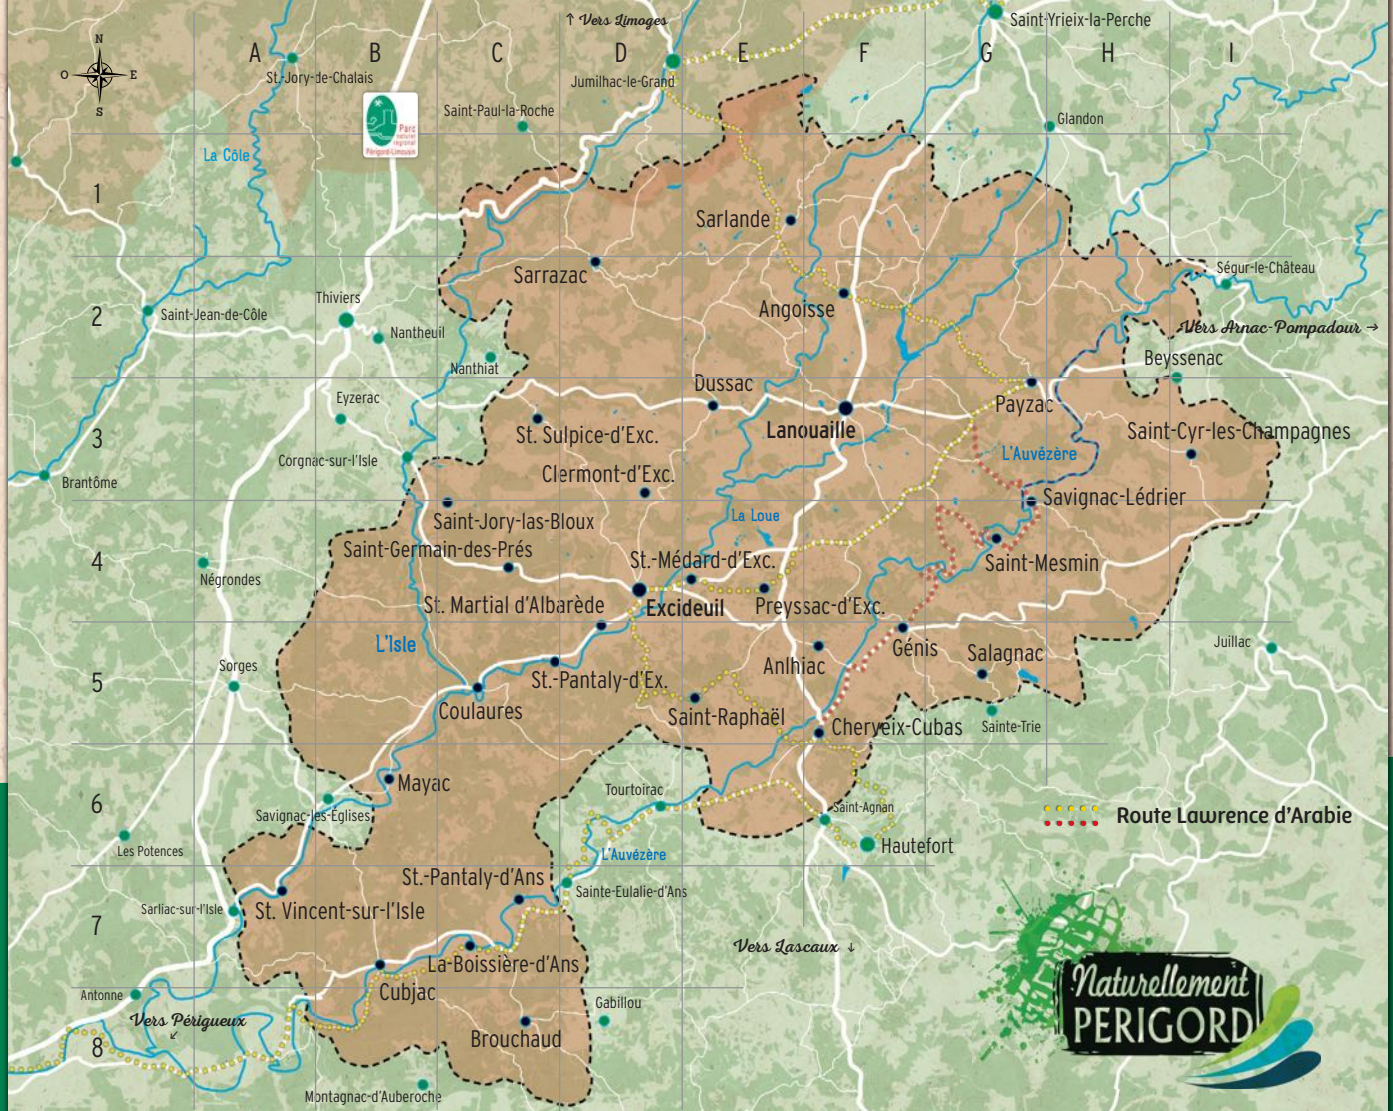 ↑ Vers Limoges
Saint-Yrieix-la-Perche
N
O E
S
A B C D E F G H I
St-Jory-de-Chalais
Jumilhac-le-Grand
Saint-Paul-la-Roche
Glandon
Parc
naturel
régional
Périgord-Limousin
La Côle
1
Sarlande
Sarrazac
Ségur-le-Château
Thiviers
Angoisse
2
Saint-Jean-de-Côle
Nantheuil
Vers Arnac-Pompadour →
Beyssenac
Nanthiat
Dussac
Eyzerac
Payzac
Lanouaille
St. Sulpice-d'Exc.
Saint-Cyr-les-Champagnes
3
Corgnac-sur-l'Isle
L'Auvézère
Clermont-d'Exc.
Brantôme
Savignac-Lédrier
La Loue
Saint-Jory-las-Bloux
Saint-Germain-des-Prés
4
St.-Médard-d'Exc.
Saint-Mesmin
Négrondes
St. Martial d'Albarède
Excideuil
Preyssac-d'Exc.
L'Isle
Génis
Juillac
Sorges
Anlhiac
Salagnac
5
St.-Pantaly-d'Ex.
Coulaures
Saint-Raphaël
Cherveix-Cubas
Sainte-Trie
Mayac
Tourtoirac
6
Savignac-les-Églises
Saint-Agnan
Route Lawrence d'Arabie
Hautefort
Les Potences
L'Auvézère
St.-Pantaly-d'Ans
Sainte-Eulalie-d'Ans
Sarliac-sur-l'Isle
St. Vincent-sur-l'Isle
7
Vers Lascaux ↓
La-Boissière-d'Ans
Cubjac
Antonne
Gabillou
Vers Périgueux
↙
Brouchaud
8
Montagnac-d'Auberoche
Naturellement
PERIGORD